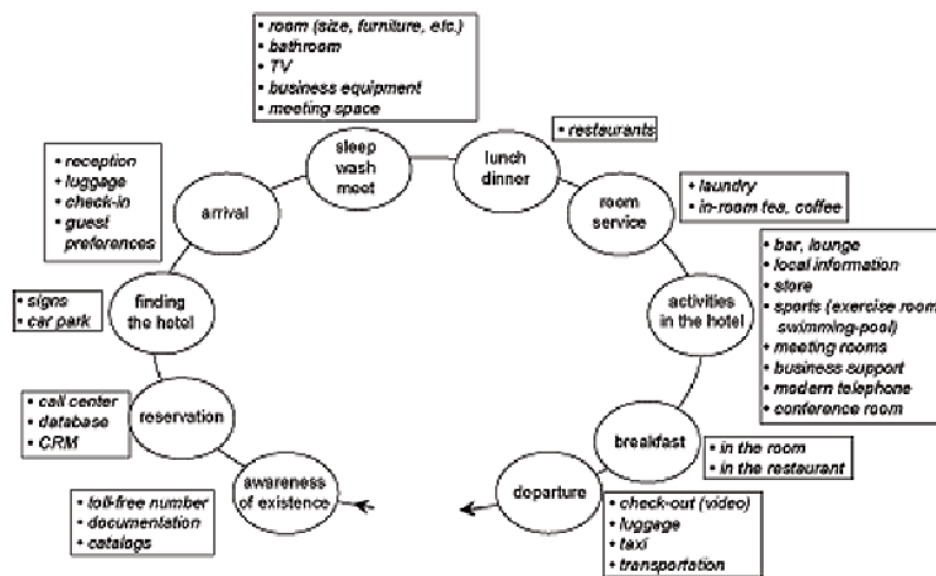 • room (size, furniture, etc.)
• bathroom
• TV
• business equipment
• meeting space
sleep
wash
meet
• restaurants
lunch
dinner
• reception
• luggage
• check-in
• guest
preferences
arrival
room
service
• laundry
• in-room tea, coffee
• signs
• car park
finding
the hotel
activities
in the hotel
• bar, lounge
• local information
• store
• sports (exercise room
swimming-pool)
• meeting rooms
• business support
• modern telephone
• conference room
• call center
• database
• CRM
reservation
breakfast
• in the room
• in the restaurant
awareness
of existence
• toll-free number
• documentation
• catalogs
departure
• check-out (video)
• luggage
• taxi
• transportation